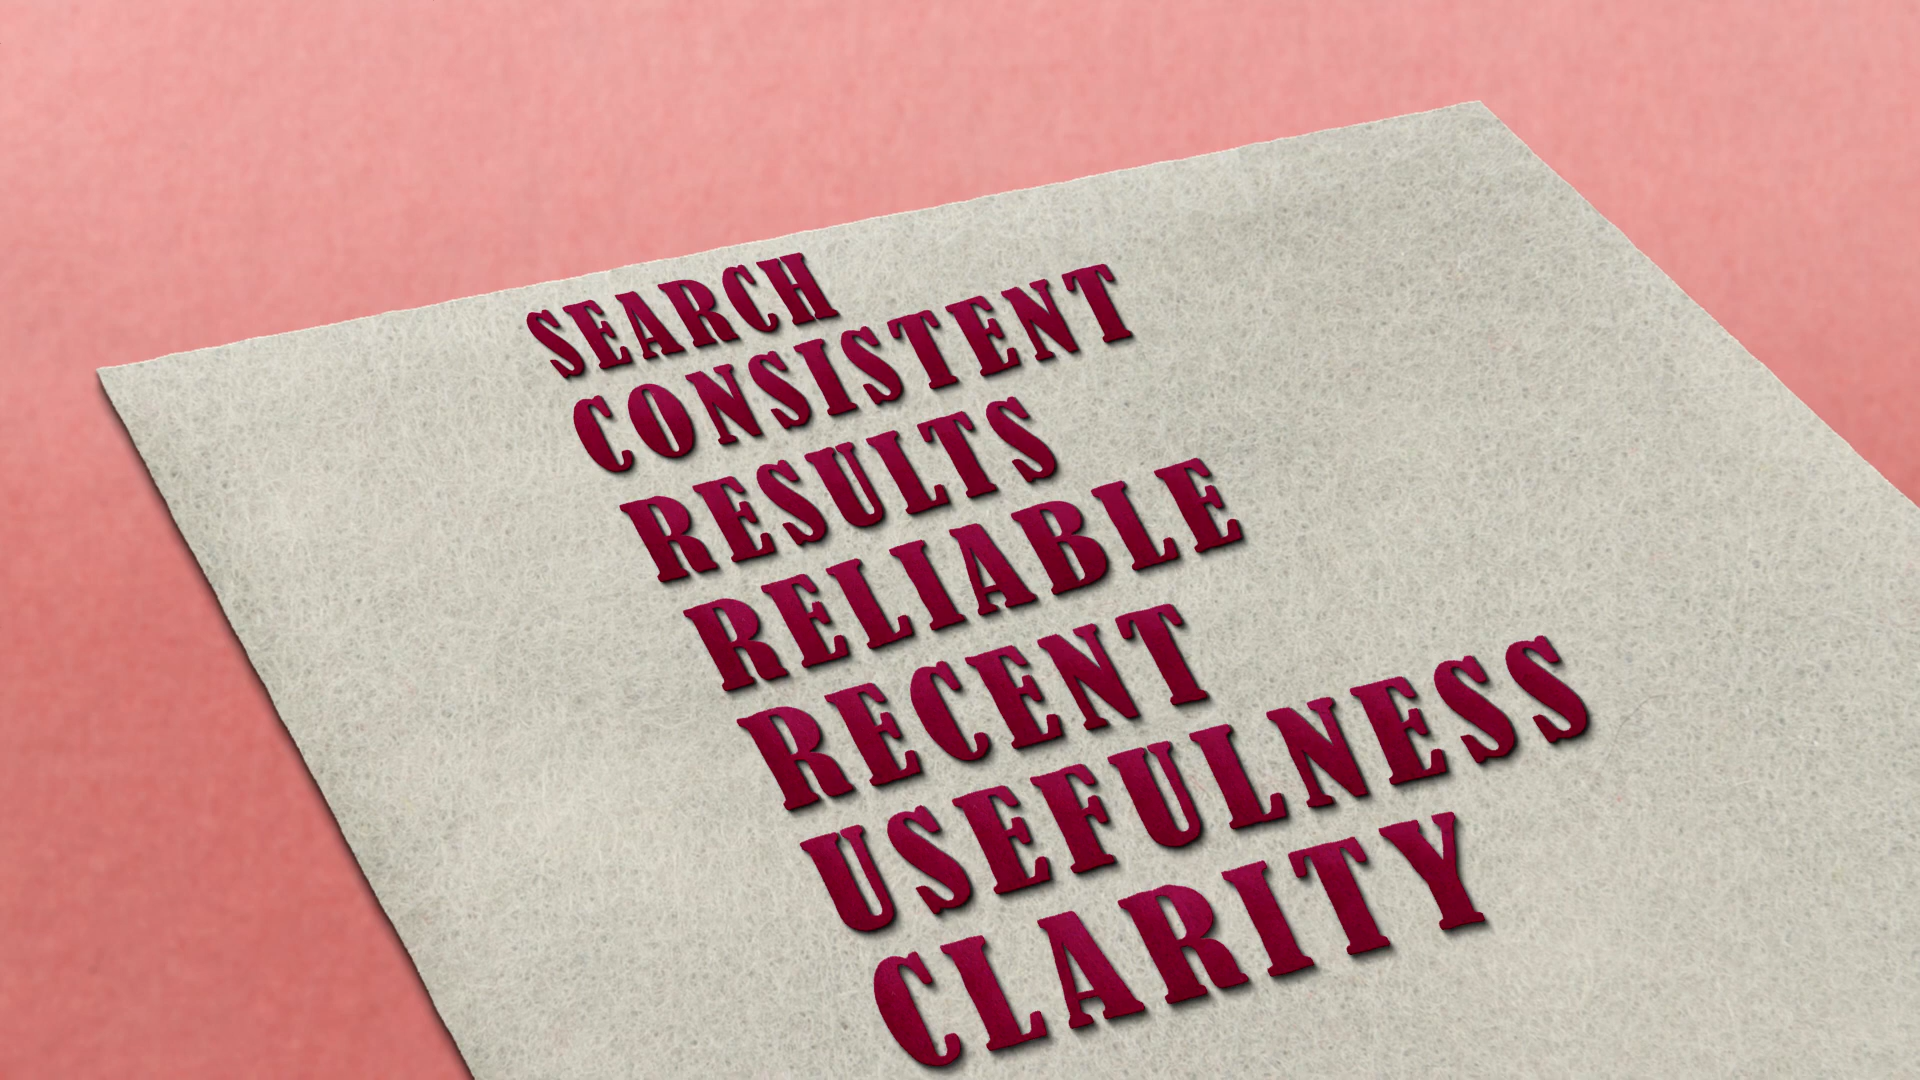 SEARCH
CONSISTENT
RESULTS
RELIABLE
RECENT
USEFULNESS
CLARITY